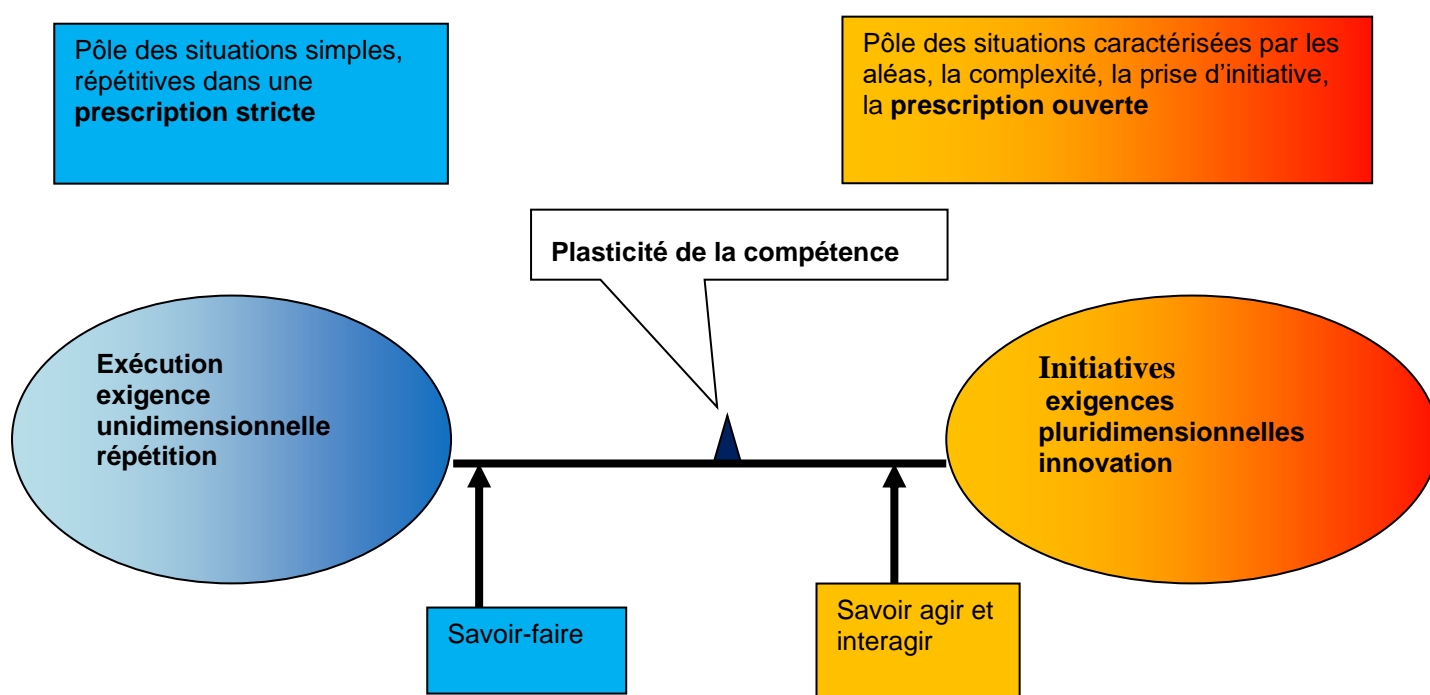 Pôle des situations simples,
répétitives dans une
prescription stricte
Pôle des situations caractérisées par les
aléas, la complexité, la prise d’initiative,
la prescription ouverte
Plasticité de la compétence
Exécution
exigence
unidimensionnelle
répétition
Initiatives
exigences
pluridimensionnelles
innovation
Savoir-faire
Savoir agir et
interagir